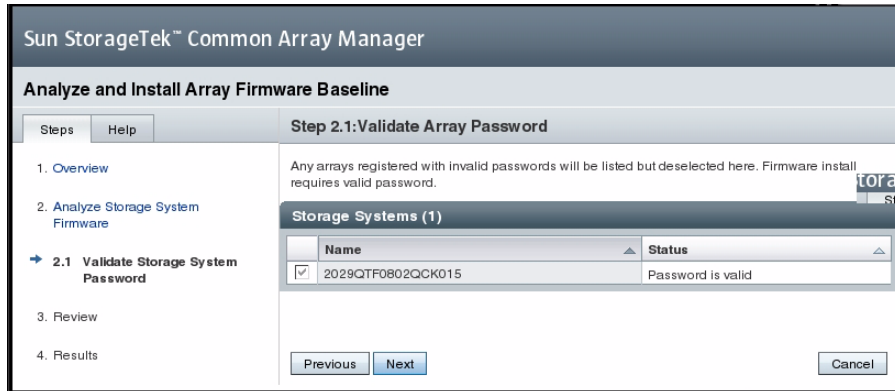 Sun StorageTek™ Common Array Manager
Analyze and Install Array Firmware Baseline
Steps
Help
1. Overview
2. Analyze Storage System
Firmware
2.1 Validate Storage System
Password
3. Review
4. Results
Step 2.1:Validate Array Password
Any arrays registered with invalid passwords will be listed but deselected here. Firmware install
requires valid password.
Storage Systems (1)
Name
Status
2029QTF0802QCK015
Password is valid
Previous
Next
Cancel